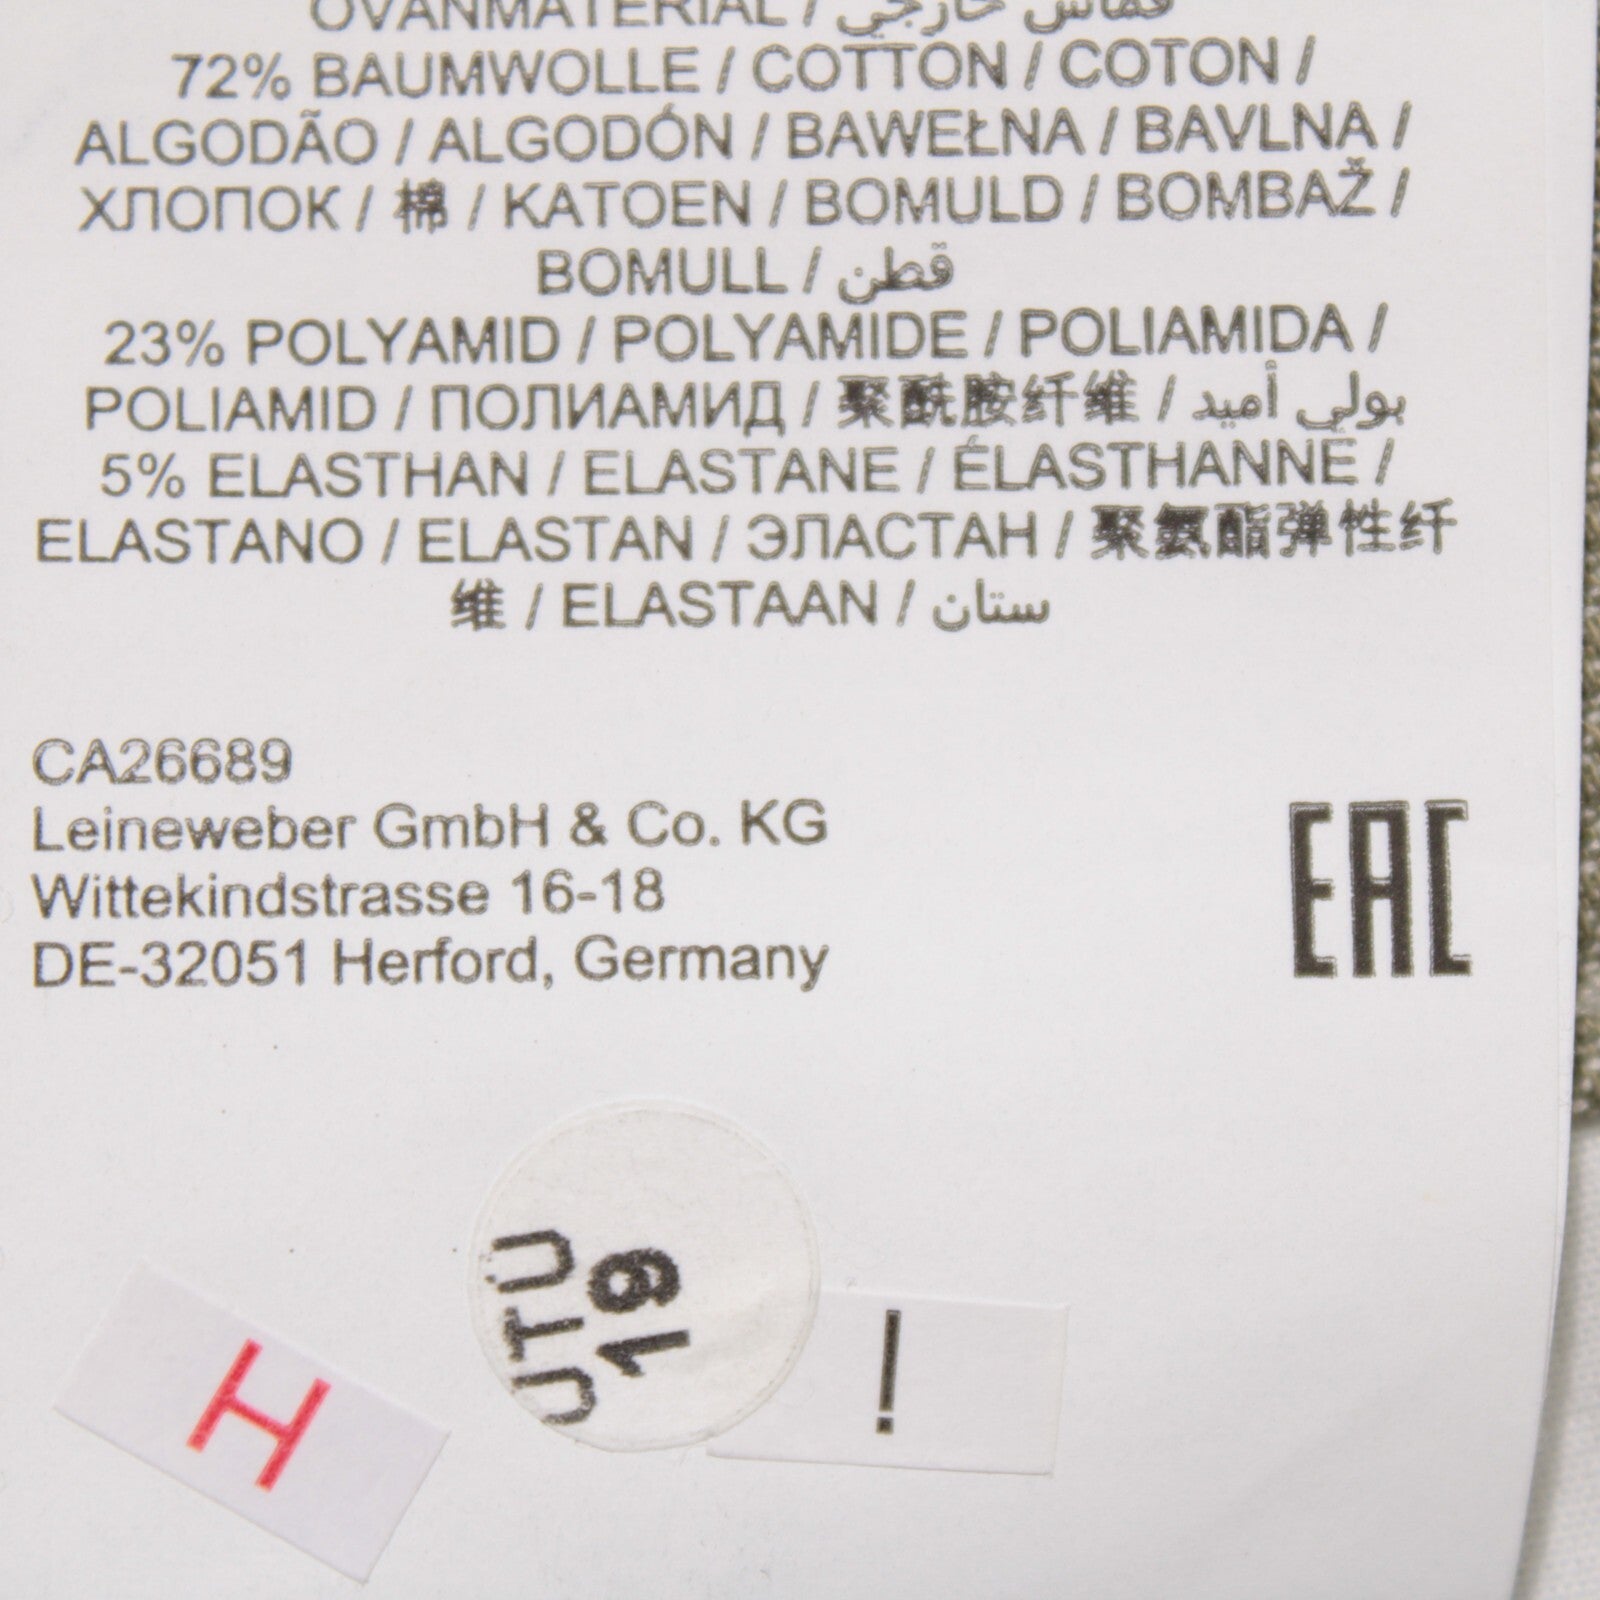 OVANMATERIAL / قماش خارجي
72% BAUMWOLLE / COTTON / COTON /
ALGODÃO / ALGODÓN / BAWEŁNA / BAVLNA /
ХЛОПОК / 棉 / KATOEN / BOMULD / BOMBAŽ /
BOMULL / قطن
23% POLYAMID / POLYAMIDE / POLIAMIDA /
POLIAMID / ПОЛИАМИД / 聚酰胺纤维 / بولي أميد
5% ELASTHAN / ELASTANE / ÉLASTHANNE /
ELASTANO / ELASTAN / ЭЛАСТАН / 聚氨酯弹性纤
维 / ELASTAAN / ستان
CA26689
Leineweber GmbH & Co. KG
Wittekindstrasse 16-18
DE-32051 Herford, Germany
EAC
UTÜ
19
H
!